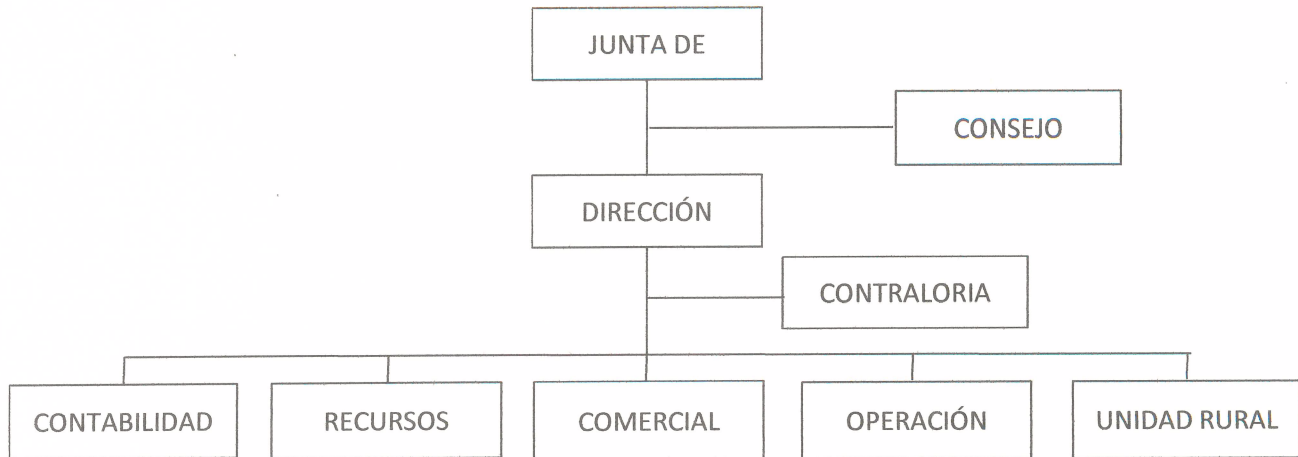 JUNTA DE
CONSEJO
DIRECCIÓN
CONTRALORIA
CONTABILIDAD
RECURSOS
COMERCIAL
OPERACIÓN
UNIDAD RURAL